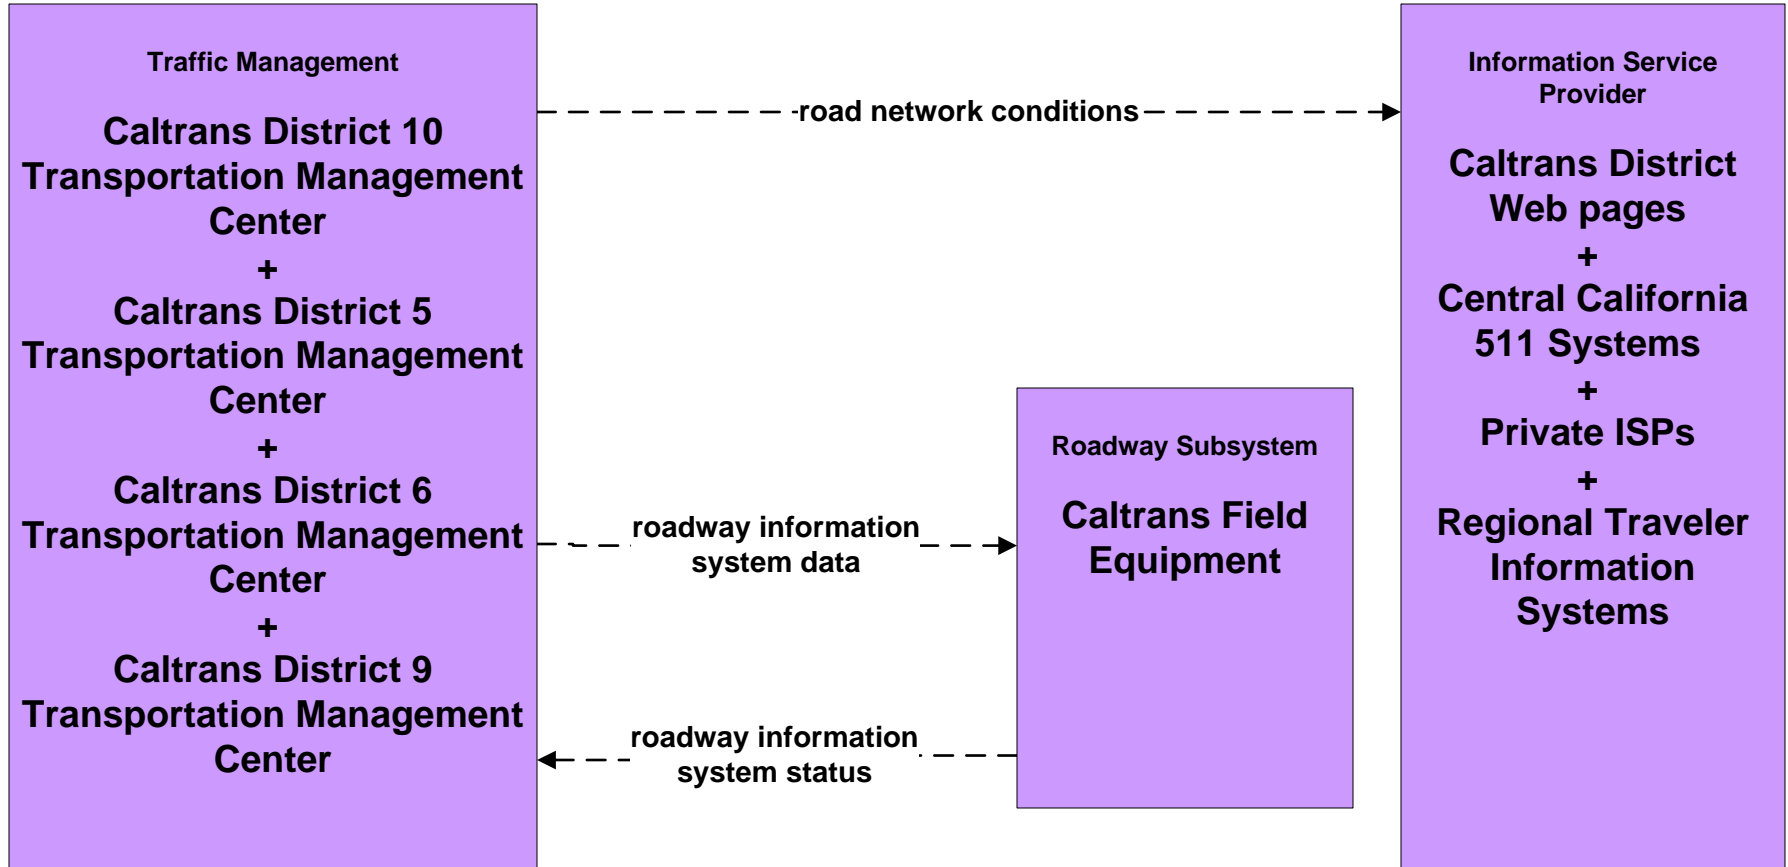 Traffic Management
Caltrans District 10
Transportation Management
Center
+
Caltrans District 5
Transportation Management
Center
+
Caltrans District 6
Transportation Management
Center
+
Caltrans District 9
Transportation Management
Center
road network conditions
roadway information
system data
roadway information
system status
Roadway Subsystem
Caltrans Field
Equipment
Information Service
Provider
Caltrans District
Web pages
+
Central California
511 Systems
+
Private ISPs
+
Regional Traveler
Information
Systems